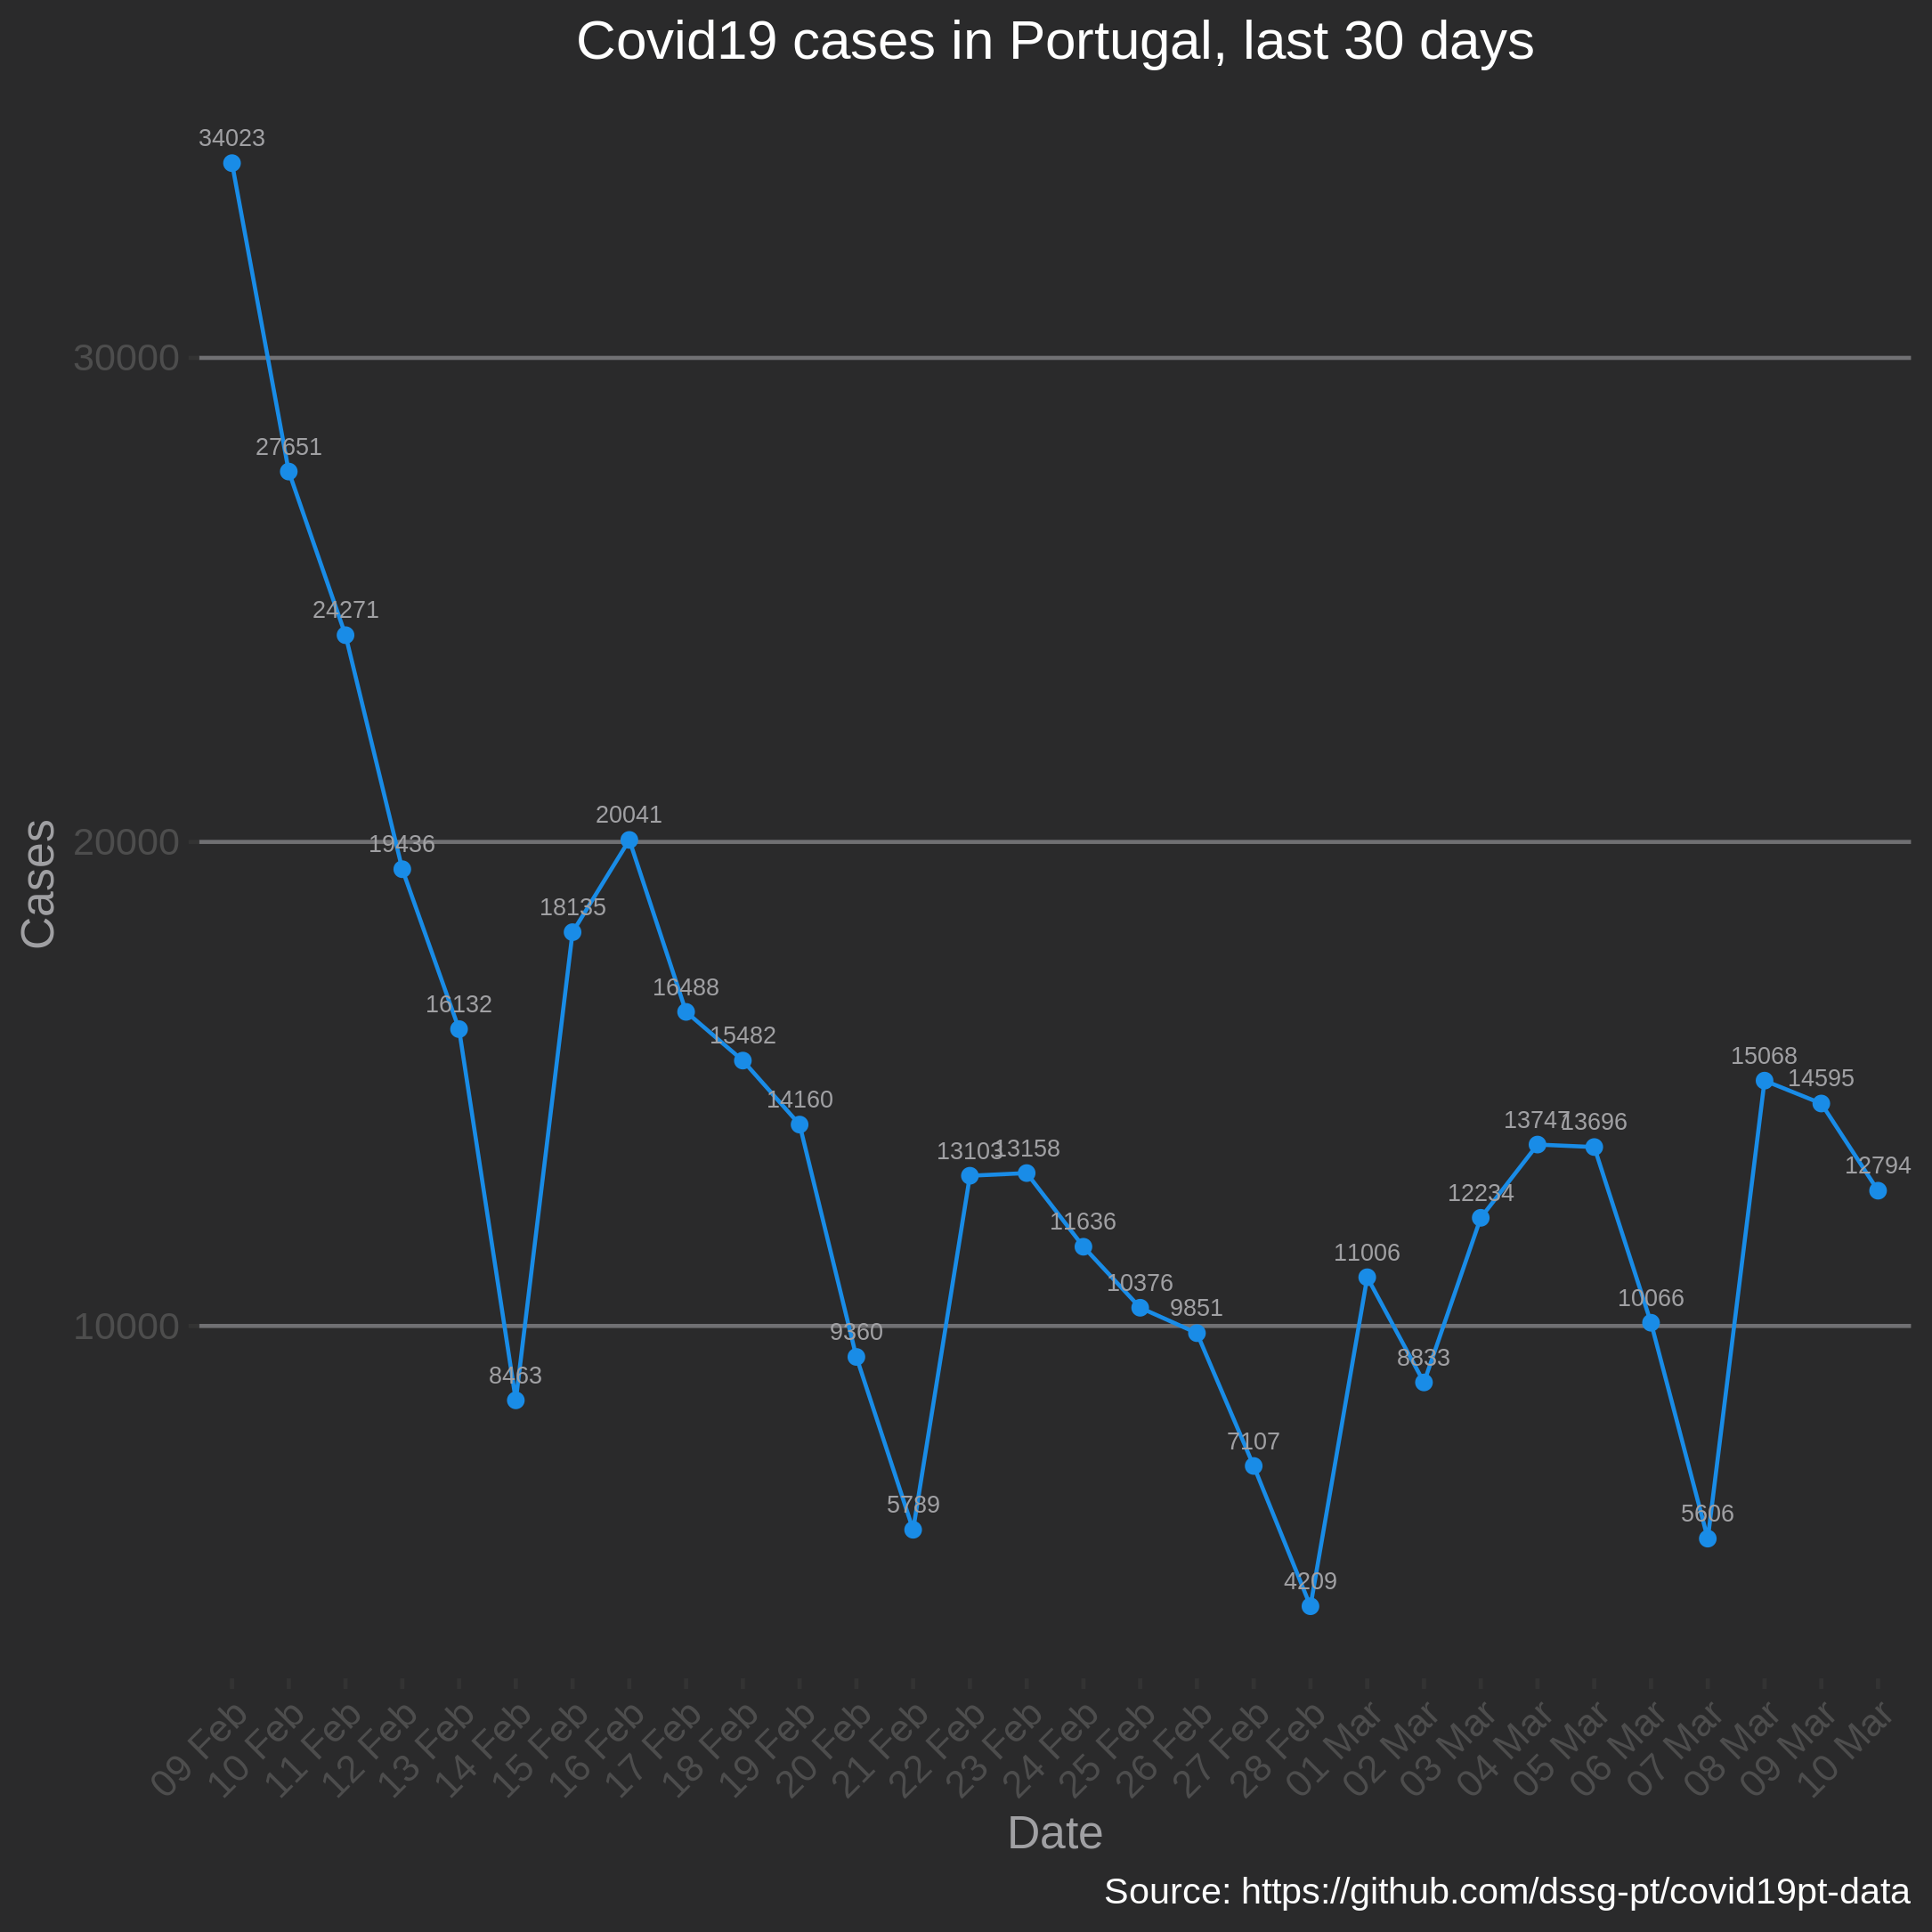 Covid19 cases in Portugal, last 30 days
34023
30000
27651
24271
20000
19436
20041
18135
16132
16488
15482
14160
15068
14595
13103
13158
13747
13696
12794
12234
11636
11006
10376
10066
9851
10000
9360
8463
8833
7107
5789
5606
4209
Cases
09 Feb
10 Feb
11 Feb
12 Feb
13 Feb
14 Feb
15 Feb
16 Feb
17 Feb
18 Feb
19 Feb
20 Feb
21 Feb
22 Feb
23 Feb
24 Feb
25 Feb
26 Feb
27 Feb
28 Feb
01 Mar
02 Mar
03 Mar
04 Mar
05 Mar
06 Mar
07 Mar
08 Mar
09 Mar
10 Mar
Date
Source: https://github.com/dssg-pt/covid19pt-data